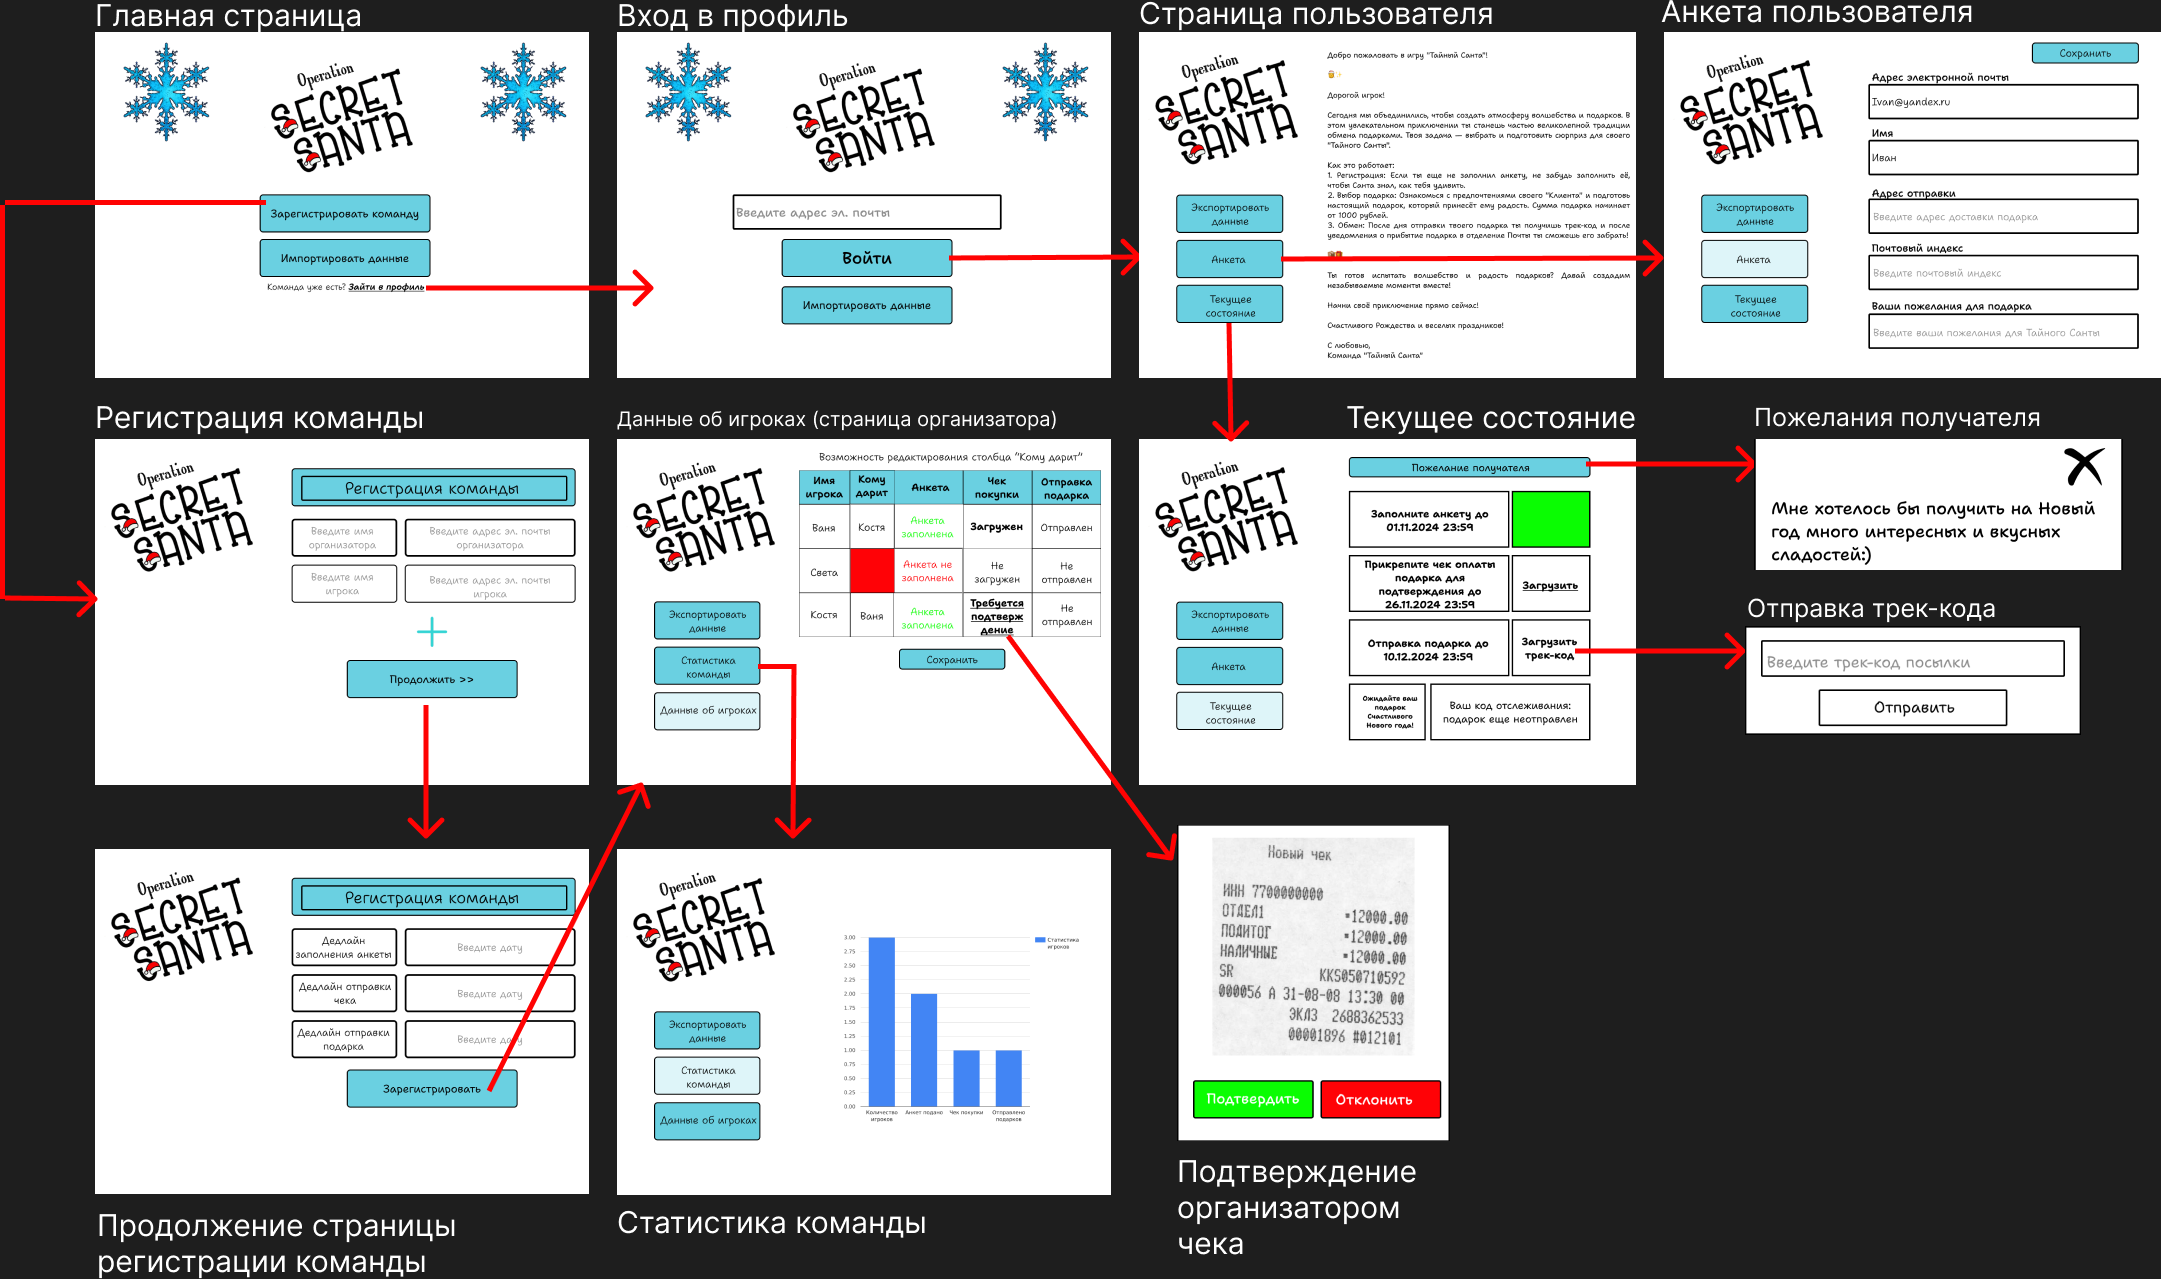 Главная страница
Operation
SECRET
SANTA
Зарегистрировать команду
Импортировать данные
Команда уже есть? Зайти в профиль
Вход в профиль
Operation
SECRET
SANTA
Введите адрес эл. почты
Войти
Импортировать данные
Страница пользователя
Operation
SECRET
SANTA
Экспортировать
данные
Анкета
Текущее
состояние
Добро пожаловать в игру "Тайный Санта"!
Дорогой игрок!
Сегодня мы объединились, чтобы создать атмосферу волшебства и подарков. В
этом увлекательном приключении ты станешь частью великолепной традиции
обмена подарками. Твоя задача — выбрать и подготовить сюрприз для своего
"Тайного Санты".
Как это работает:
1. Регистрация: Если ты еще не заполнил анкету, не забудь заполнить её,
чтобы Санта знал, как тебя удивить.
2. Выбор подарка: Ознакомься с предпочтениями своего "Клиента" и подготовь
настоящий подарок, который принесёт ему радость. Сумма подарка начинает
от 1000 рублей.
3. Обмен: После дня отправки твоего подарка ты получишь трек-код и после
уведомления о прибытие подарка в отделение Почты ты сможешь его забрать!
Ты готов испытать волшебство и радость подарков? Давай создадим
незабываемые моменты вместе!
Начни своё приключение прямо сейчас!
Счастливого Рождества и веселых праздников!
С любовью,
Команда "Тайный Санта"
Анкета пользователя
Operation
SECRET
SANTA
Экспортировать
данные
Анкета
Текущее
состояние
Сохранить
Адрес электронной почты
Ivan@yandex.ru
Имя
Иван
Адрес отправки
Введите адрес доставки подарка
Почтовый индекс
Введите почтовый индекс
Ваши пожелания для подарка
Введите ваши пожелания для Тайного Санты
Регистрация команды
Operation
SECRET
SANTA
Регистрация команды
Введите имя
организатора
Введите адрес эл. почты
организатора
Введите имя
игрока
Введите адрес эл. почты
игрока
Продолжить >>
Данные об игроках (страница организатора)
Operation
SECRET
SANTA
Экспортировать
данные
Статистика
команды
Данные об игроках
Возможность редактирования столбца "Кому дарит"
Имя
игрока
Кому
дарит
Анкета
Чек
покупки
Отправка
подарка
Ваня
Костя
Анкета
заполнена
Загружен
Отправлен
Света
Анкета не
заполнена
Не
загружен
Не
отправлен
Костя
Ваня
Анкета
заполнена
Требуется
подтверж
дение
Не
отправлен
Сохранить
Текущее состояние
Operation
SECRET
SANTA
Экспортировать
данные
Анкета
Текущее
состояние
Пожелание получателя
Заполните анкету до
01.11.2024 23:59
Прикрепите чек оплаты
подарка для
подтверждения до
26.11.2024 23:59
Загрузить
Отправка подарка до
10.12.2024 23:59
Загрузить
трек-код
Ожидайте ваш
подарок
Счастливого
Нового года!
Ваш код отслеживания:
подарок еще неотправлен
Пожелания получателя
Мне хотелось бы получить на Новый
год много интересных и вкусных
сладостей:)
Отправка трек-кода
Введите трек-код посылки
Отправить
Operation
SECRET
SANTA
Регистрация команды
Дедлайн
заполнения анкеты
Введите дату
Дедлайн отправки
чека
Введите дату
Дедлайн отправки
подарка
Введите дату
Зарегистрировать
Продолжение страницы
регистрации команды
Operation
SECRET
SANTA
Экспортировать
данные
Статистика
команды
Данные об игроках
3.00
2.75
2.50
2.25
2.00
1.75
1.50
1.25
1.00
0.75
0.50
0.25
0.00
Количество
игроков
Анкет подано
Чек покупки
Отправлено
подарков
Статистика
игроков
Статистика команды
Новый чек
ИНН 7700000000
ОТДЕЛ1 =12000.00
ПОДИТОГ =12000.00
НАЛИЧНЫЕ =12000.00
SR KKS050710592
000056 А 31-08-08 13:30 00
ЭКЛЗ 2688362533
00001896 #012101
Подтвердить
Отклонить
Подтверждение
организатором
чека